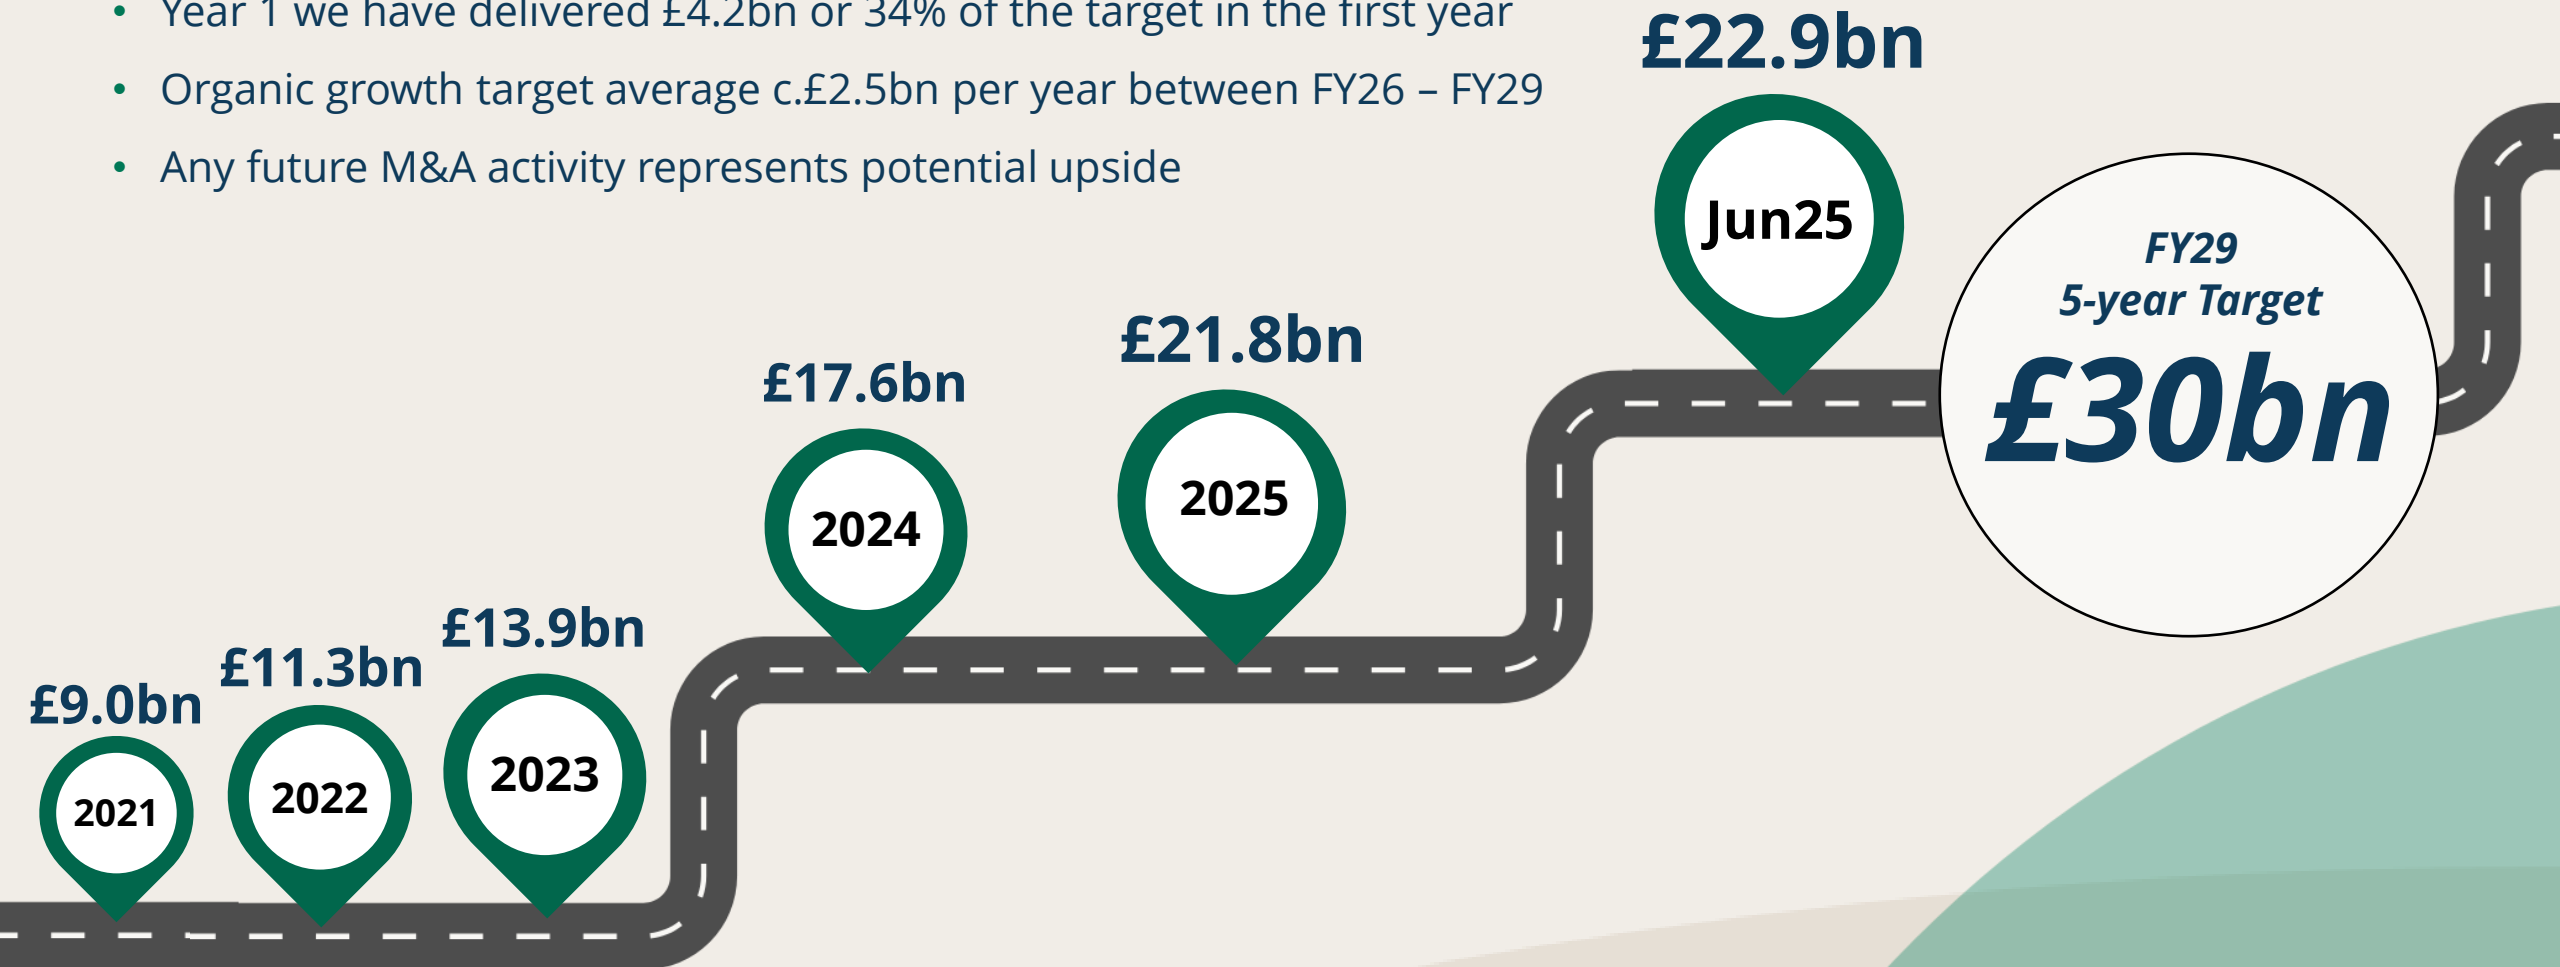 • Year 1 we have delivered £4.2bn or 34% of the target in the first year
• Organic growth target average c.£2.5bn per year between FY26 – FY29
• Any future M&A activity represents potential upside
£9.0bn
2021
£11.3bn
2022
£13.9bn
2023
£17.6bn
2024
£21.8bn
2025
£22.9bn
Jun25
FY29
5-year Target
£30bn